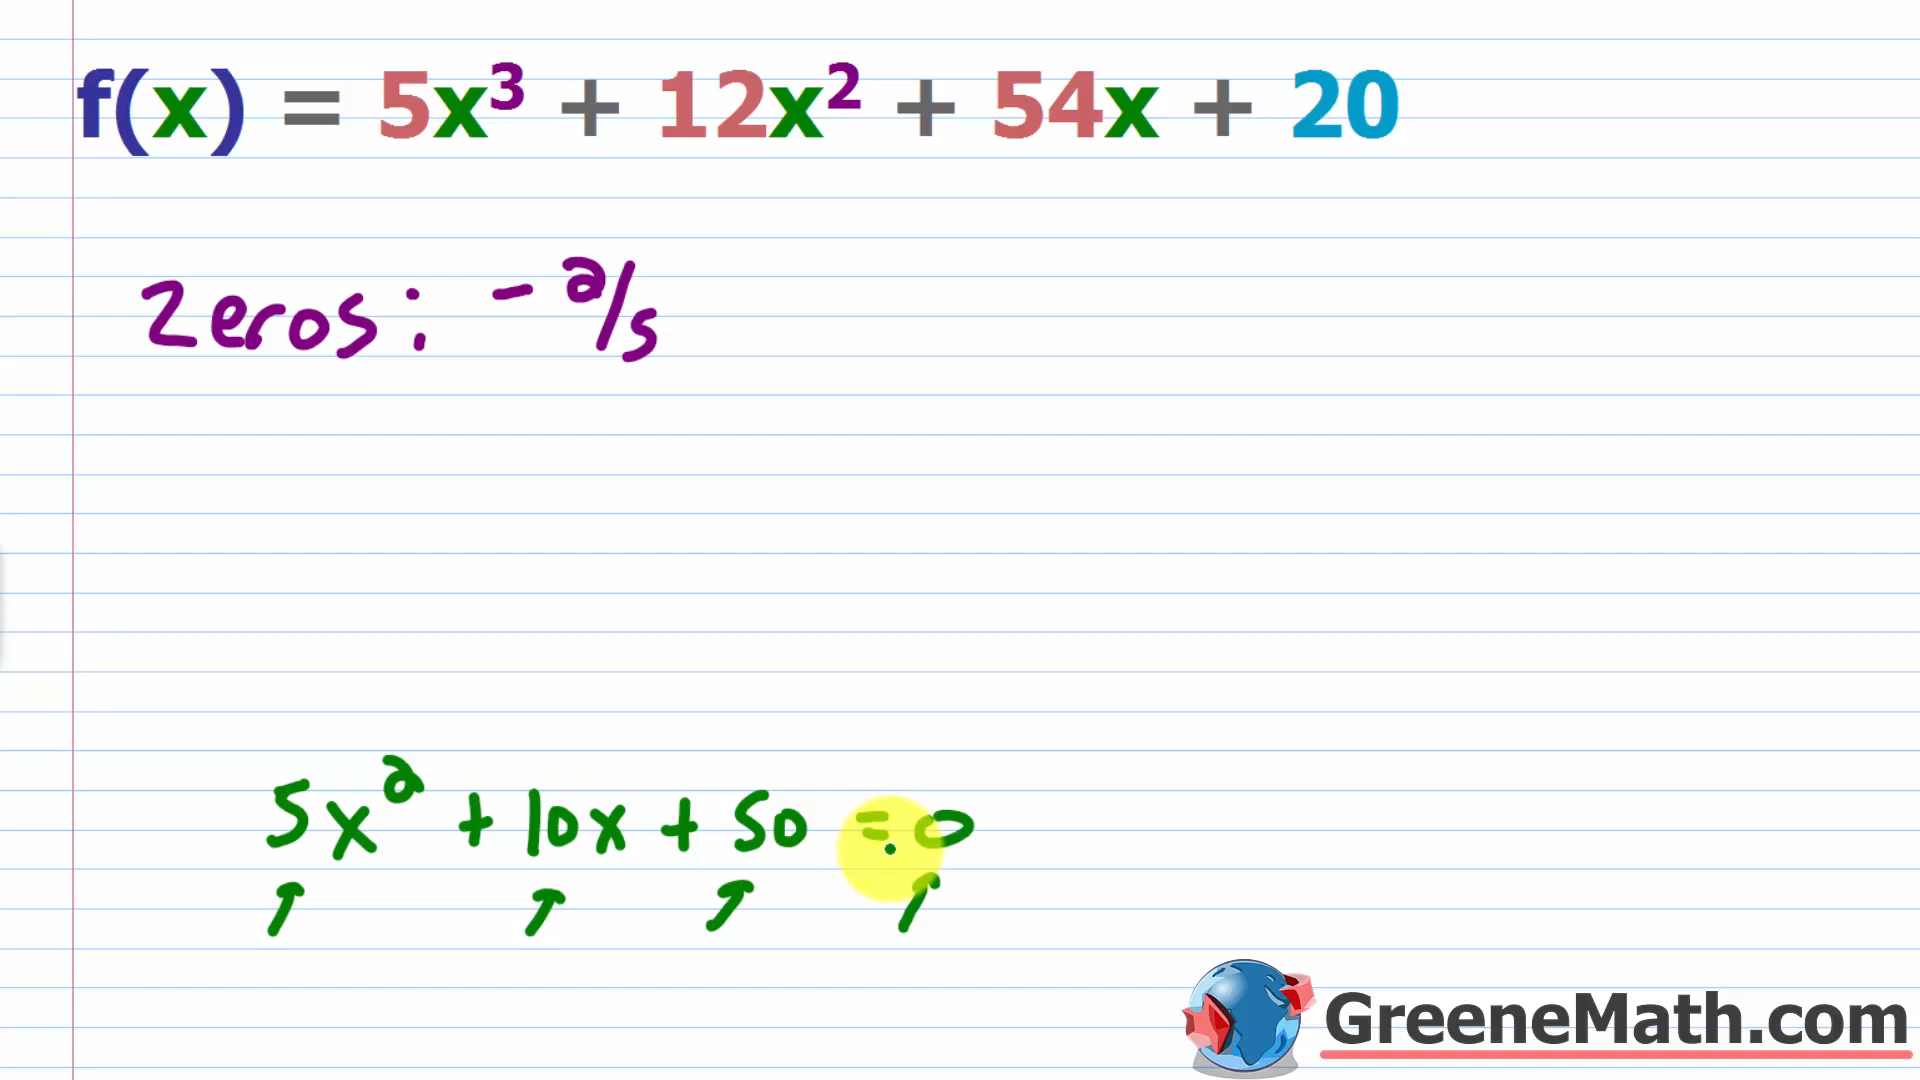 f(x) = 5x³ + 12x² + 54x + 20
Zeros: - 2/5
5x² + 10x + 50 = 0
GreeneMath.com